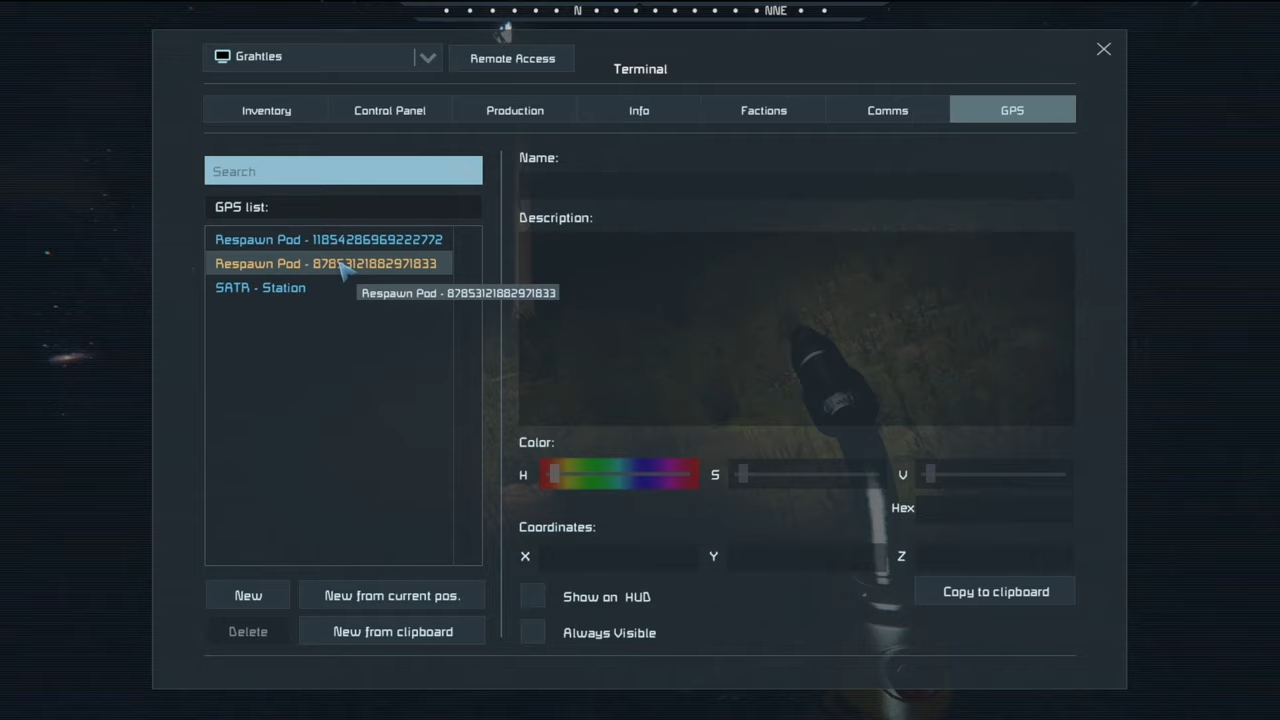 N
NNE
Grahtles
Remote Access
Terminal
Inventory
Control Panel
Production
Info
Factions
Comms
GPS
Search
GPS list:
Respawn Pod - 11854286969222772
Respawn Pod - 87853121882971833
SATR - Station
Respawn Pod - 87853121882971833
New
New from current pos.
Delete
New from clipboard
Name:
Description:
Color:
H
S
V
Hex
Coordinates:
X
Y
Z
Show on HUD
Copy to clipboard
Always Visible